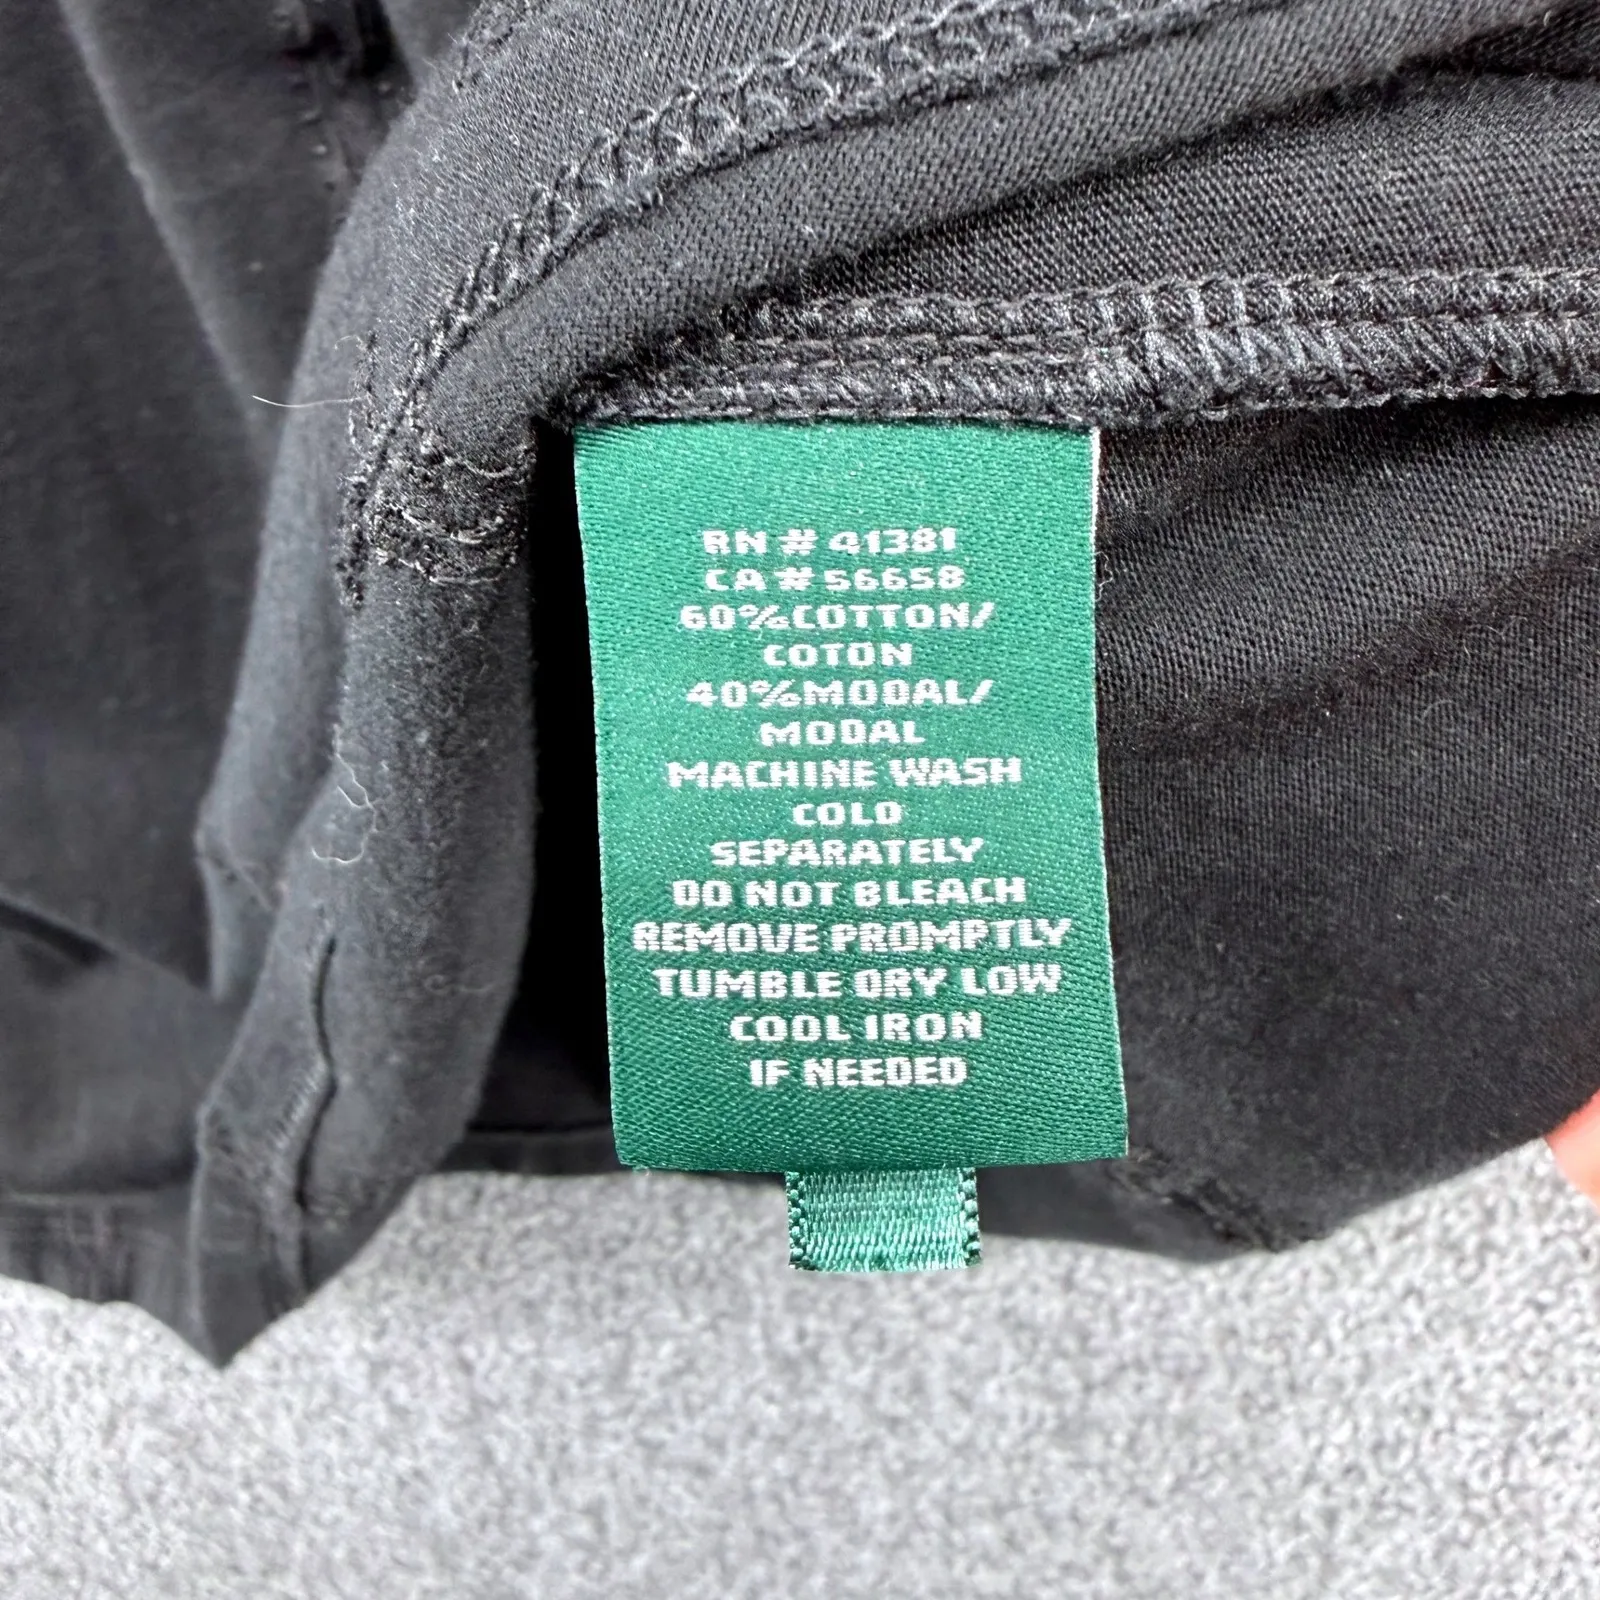 RN # 41381
CA # 56658
60%COTTON/
COTON
40%MODAL/
MODAL
MACHINE WASH
COLD
SEPARATELY
DO NOT BLEACH
REMOVE PROMPTLY
TUMBLE DRY LOW
COOL IRON
IF NEEDED